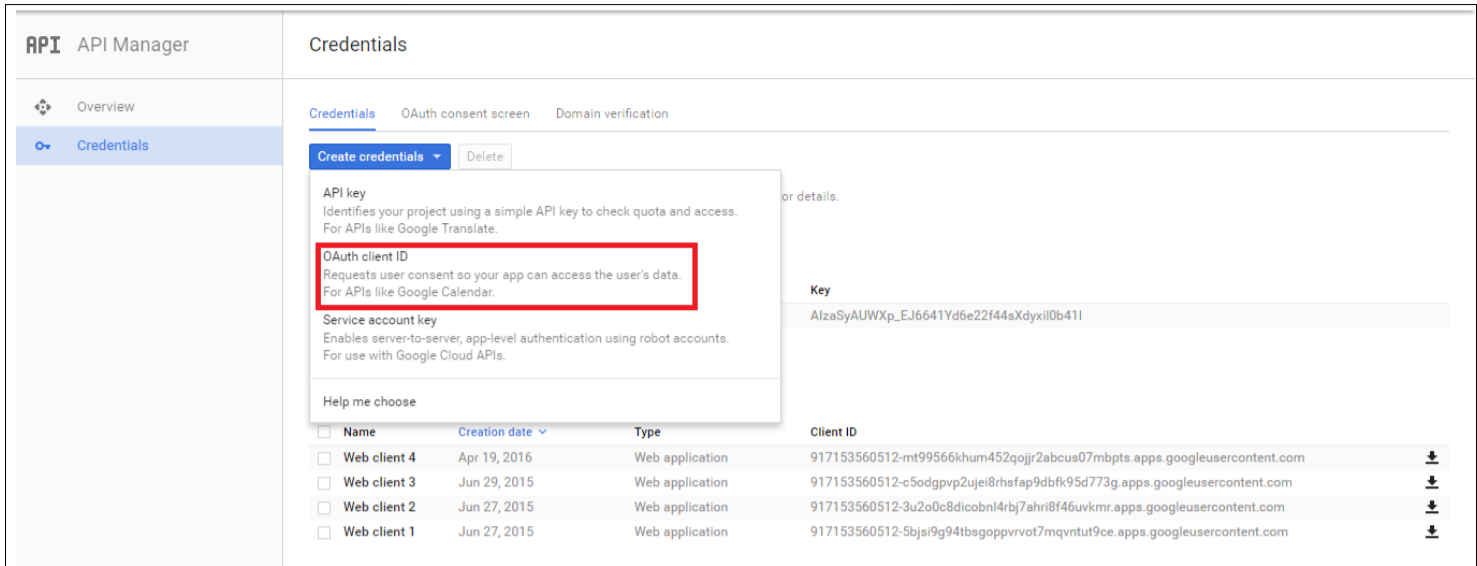 API API Manager
Credentials
Overview
Credentials
Credentials OAuth consent screen Domain verification
Create credentials Delete
API key
Identifies your project using a simple API key to check quota and access.
For APIs like Google Translate.
or details.
OAuth client ID
Requests user consent so your app can access the user's data.
For APIs like Google Calendar.
Key
Service account key
AIzaSyAUWXp_EJ6641Yd6e22f44sXdyxiI0b41I
Enables server-to-server, app-level authentication using robot accounts.
For use with Google Cloud APIs.
Help me choose
Name Creation date Type Client ID
Web client 4 Apr 19, 2016 Web application 917153560512-mt99566khum452qojjr2abcus07mbpts.apps.googleusercontent.com
Web client 3 Jun 29, 2015 Web application 917153560512-c5odgpvp2ujei8rhsfap9dbfk95d773g.apps.googleusercontent.com
Web client 2 Jun 27, 2015 Web application 917153560512-3u2o0c8dicobnl4rbj7ahri8f46uvkmr.apps.googleusercontent.com
Web client 1 Jun 27, 2015 Web application 917153560512-5bjsi9g94tbsgoppvrvot7mqvntut9ce.apps.googleusercontent.com